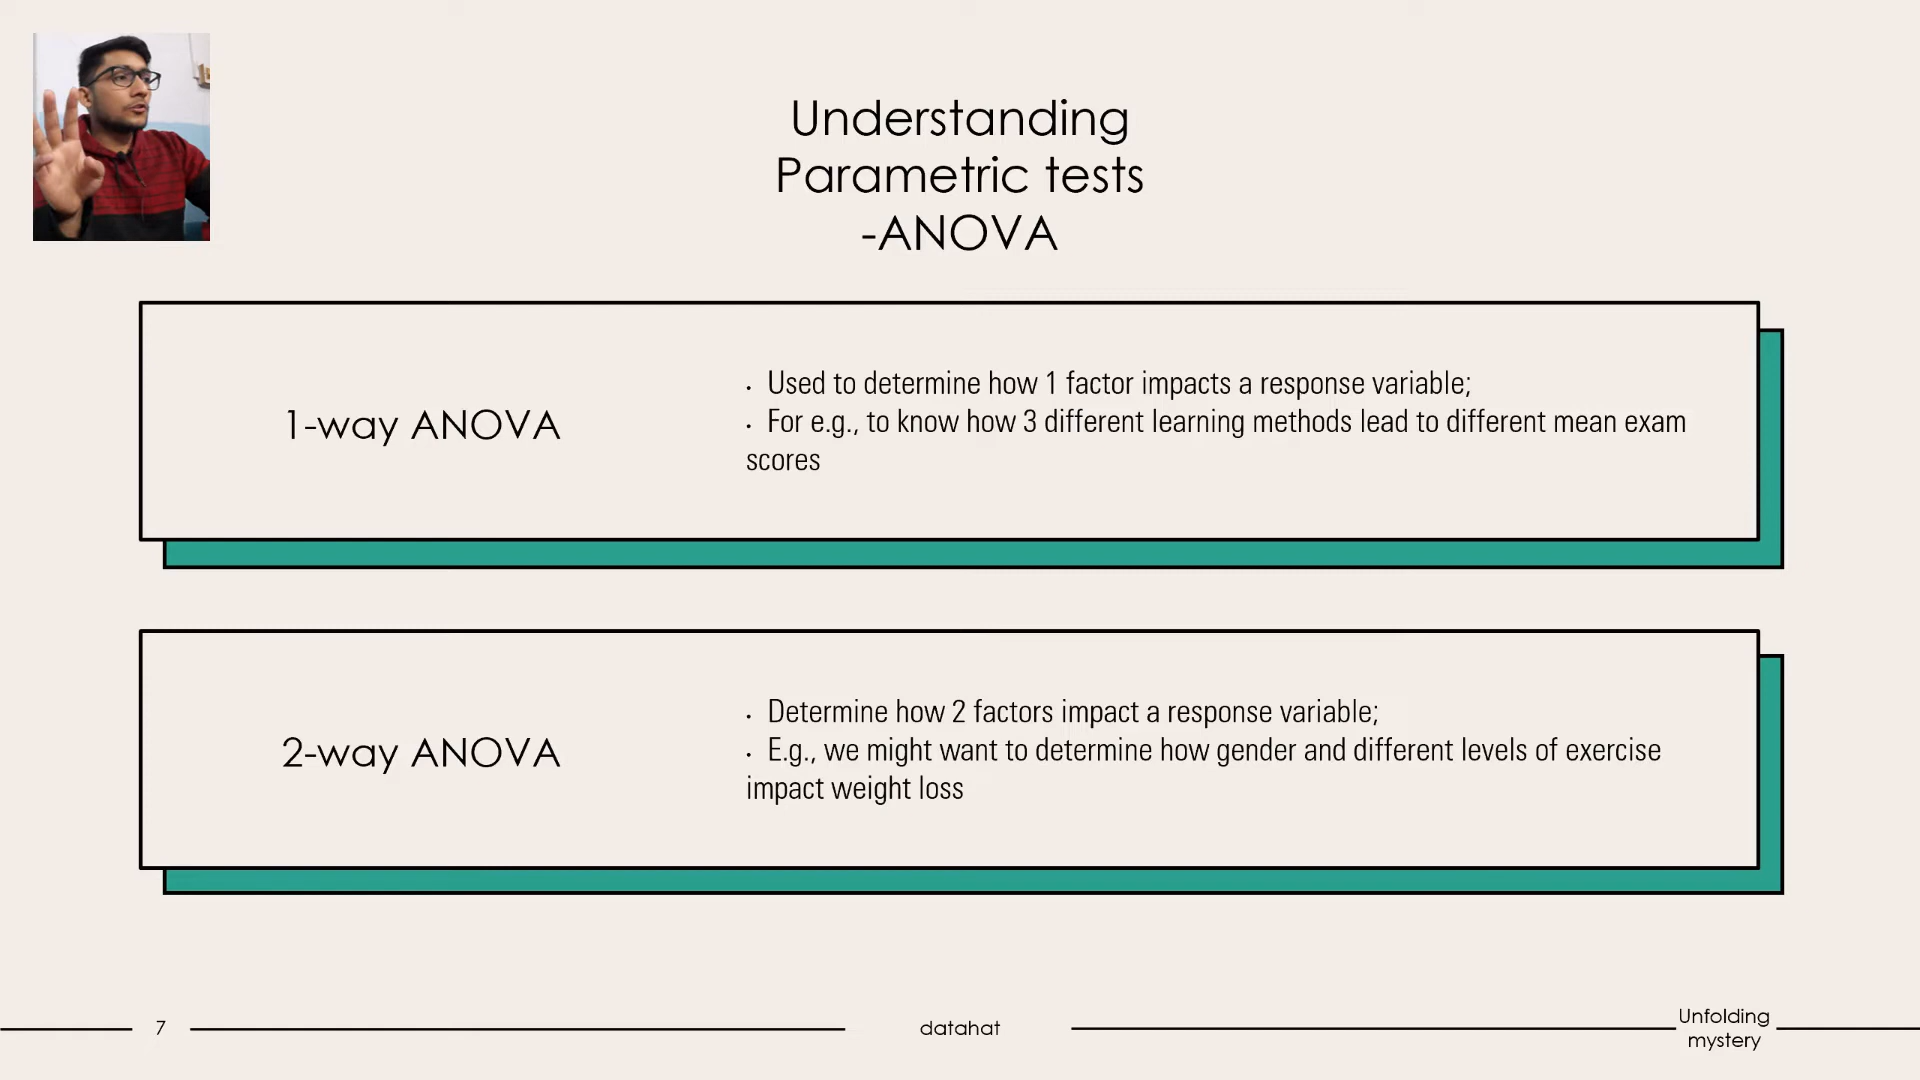 Understanding
Parametric tests
-ANOVA
1-way ANOVA
• Used to determine how 1 factor impacts a response variable;
• For e.g., to know how 3 different learning methods lead to different mean exam
scores
2-way ANOVA
• Determine how 2 factors impact a response variable;
• E.g., we might want to determine how gender and different levels of exercise
impact weight loss
7
datahat
Unfolding
mystery